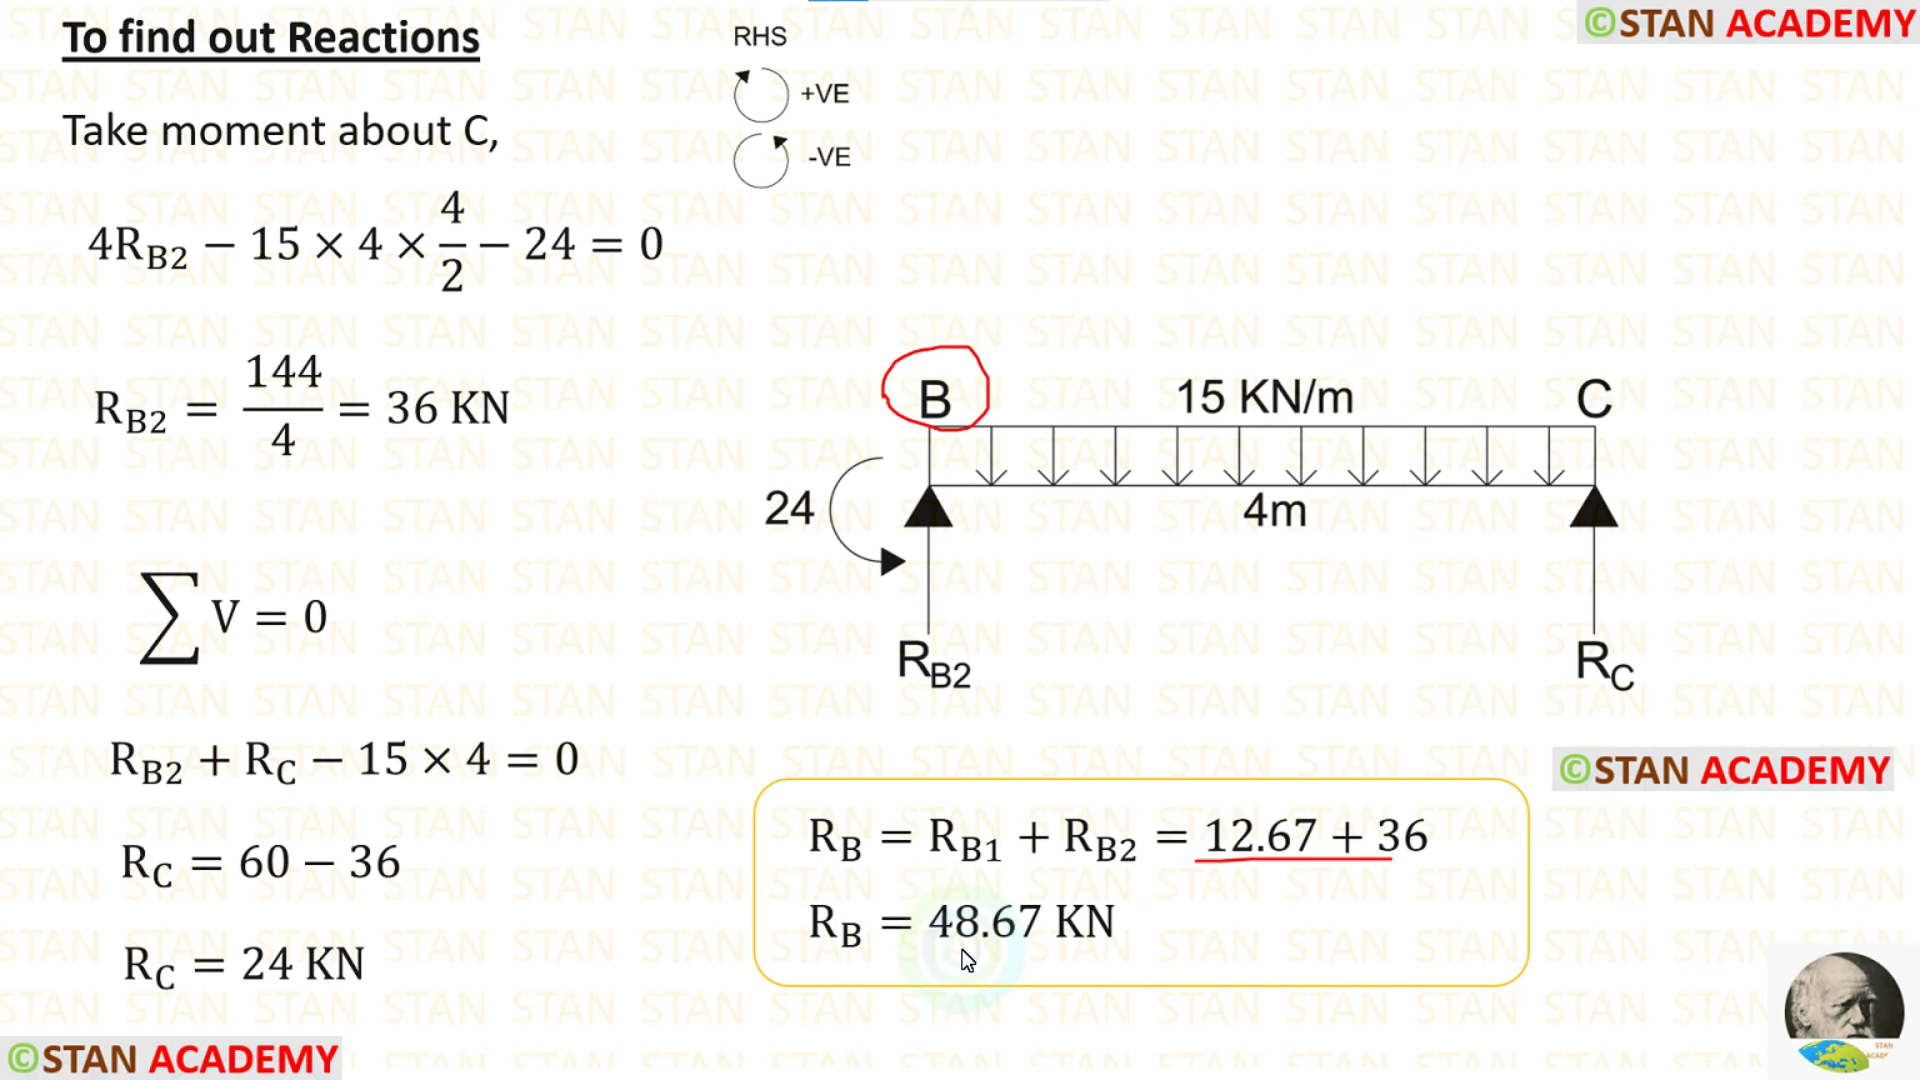 To find out Reactions
©STAN ACADEMY
RHS
+VE
-VE
Take moment about C,
4R_B2 − 15 × 4 × 4/2 − 24 = 0
R_B2 = 144/4 = 36 KN
B
15 KN/m
C
24
4m
R_B2
R_C
∑ V = 0
R_B2 + R_C − 15 × 4 = 0
R_C = 60 − 36
R_C = 24 KN
©STAN ACADEMY
R_B = R_B1 + R_B2 = 12.67 + 36
R_B = 48.67 KN
©STAN ACADEMY
STAN